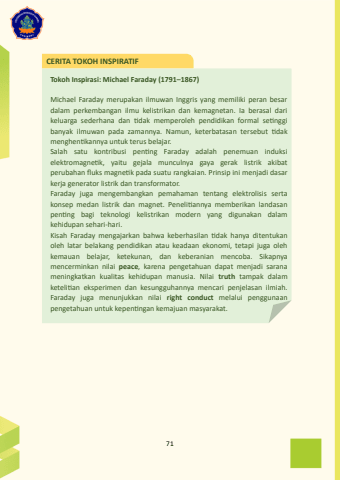 CERITA TOKOH INSPIRATIF
Tokoh Inspirasi: Michael Faraday (1791–1867)
Michael Faraday merupakan ilmuwan Inggris yang memiliki peran besar
dalam perkembangan ilmu kelistrikan dan kemagnetan. Ia berasal dari
keluarga sederhana dan tidak memperoleh pendidikan formal setinggi
banyak ilmuwan pada zamannya. Namun, keterbatasan tersebut tidak
menghentikannya untuk terus belajar.
Salah satu kontribusi penting Faraday adalah penemuan induksi
elektromagnetik, yaitu gejala munculnya gaya gerak listrik akibat
perubahan fluks magnetik pada suatu rangkaian. Prinsip ini menjadi dasar
kerja generator listrik dan transformator.
Faraday juga mengembangkan pemahaman tentang elektrolisis serta
konsep medan listrik dan magnet. Penelitiannya memberikan landasan
penting bagi teknologi kelistrikan modern yang digunakan dalam
kehidupan sehari-hari.
Kisah Faraday mengajarkan bahwa keberhasilan tidak hanya ditentukan
oleh latar belakang pendidikan atau keadaan ekonomi, tetapi juga oleh
kemauan belajar, ketekunan, dan keberanian mencoba. Sikapnya
mencerminkan nilai peace, karena pengetahuan dapat menjadi sarana
meningkatkan kualitas kehidupan manusia. Nilai truth tampak dalam
ketelitian eksperimen dan kesungguhannya mencari penjelasan ilmiah.
Faraday juga menunjukkan nilai right conduct melalui penggunaan
pengetahuan untuk kepentingan kemajuan masyarakat.
71